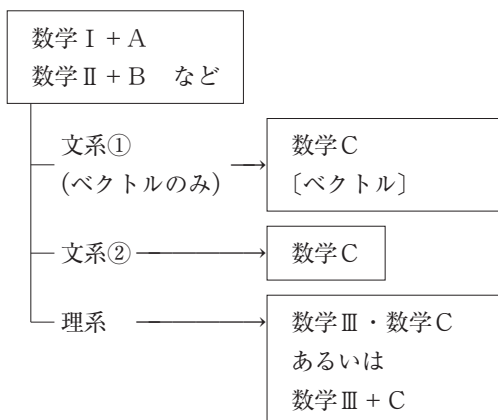 数学Ⅰ+A
数学Ⅱ+B など
文系①
(ベクトルのみ)
数学C
〔ベクトル〕
文系②
数学C
理系
数学Ⅲ・数学C
あるいは
数学Ⅲ+C